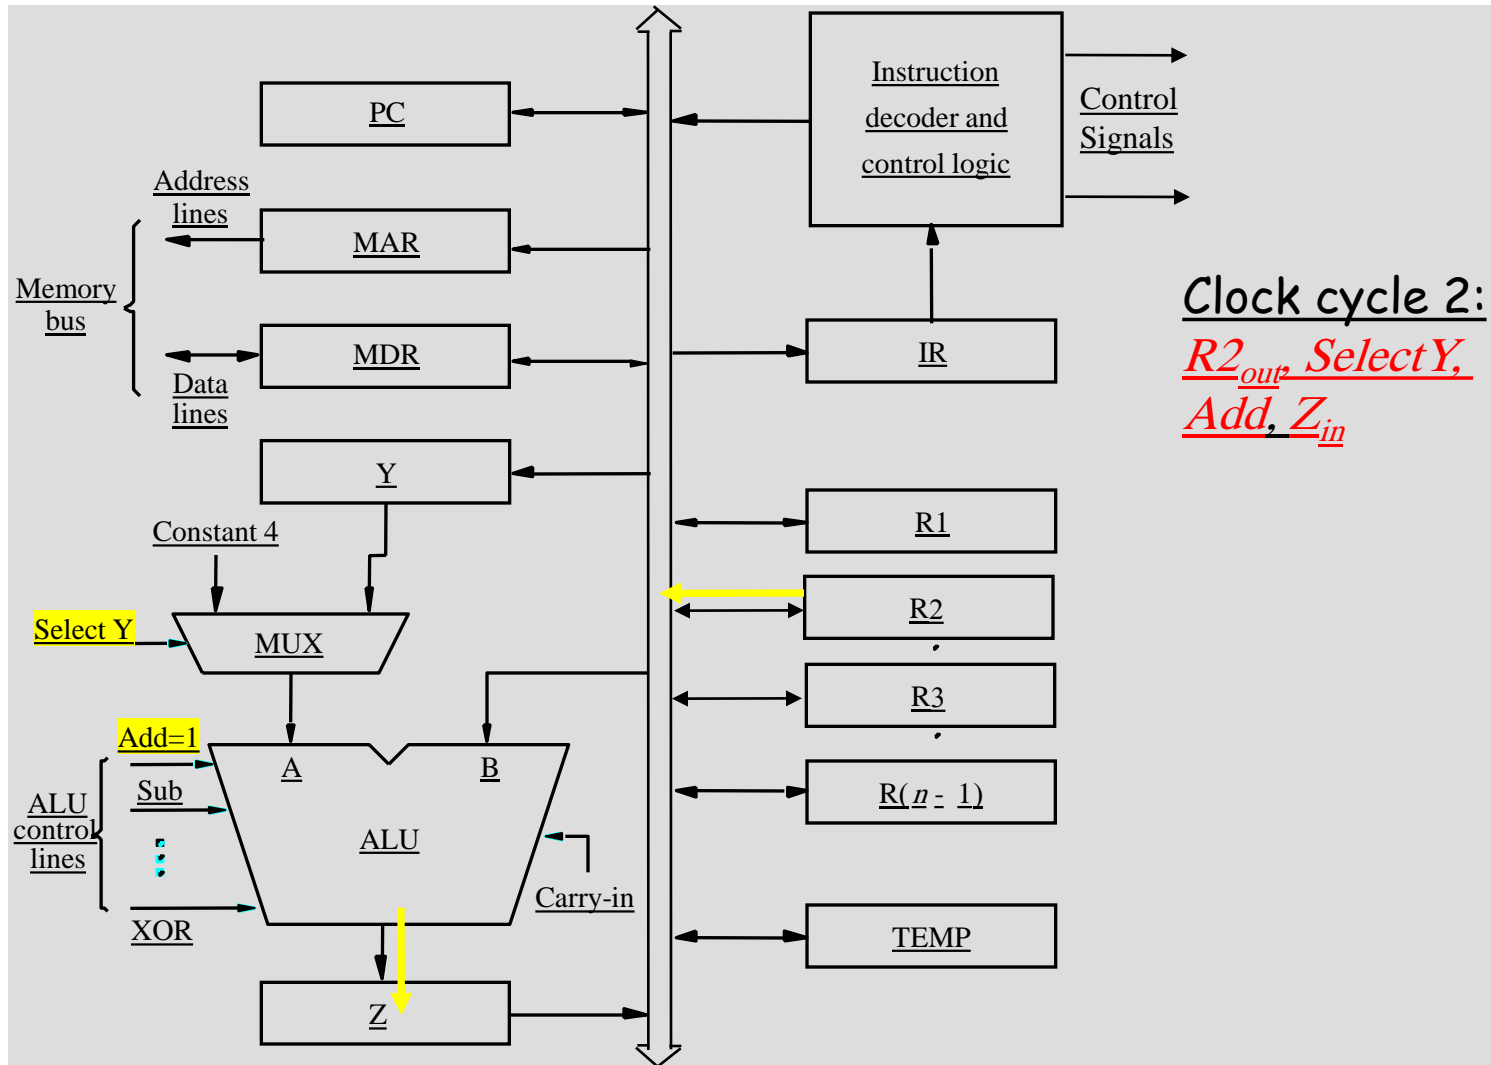 PC
Instruction
decoder and
control logic
Control
Signals
Address
lines
MAR
Memory
bus
MDR
Data
lines
IR
Clock cycle 2:
R2out, SelectY,
Add, Zin
Y
Constant 4
R1
Select Y
MUX
R2
R3
Add=1
A
B
Sub
ALU
control
lines
ALU
R(n - 1)
Carry-in
XOR
TEMP
Z